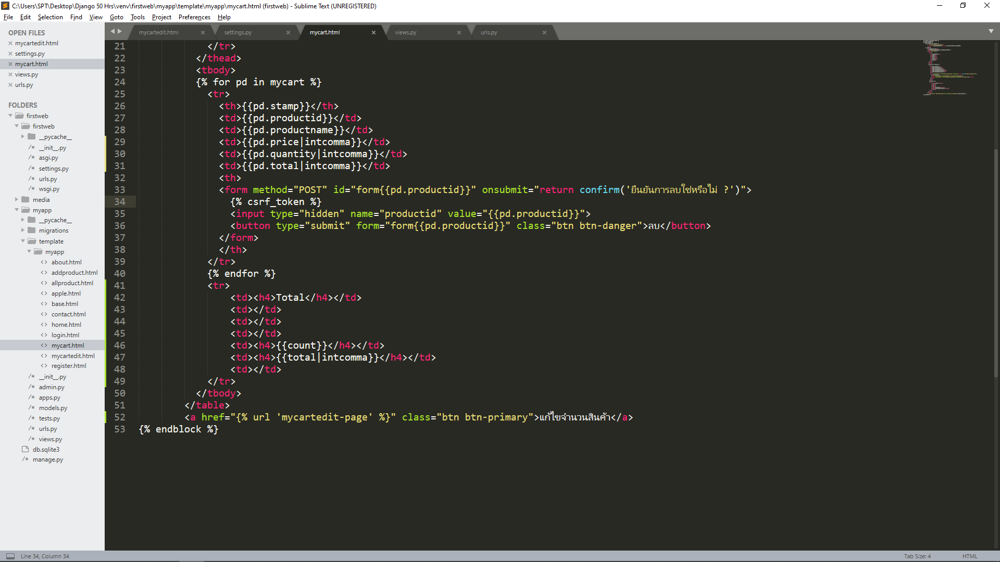 C:\Users\SPT\Desktop\Django 50 Hrs\venv\firstweb\myapp\template\myapp\mycart.html (firstweb) - Sublime Text (UNREGISTERED)
File Edit Selection Find View Goto Tools Project Preferences Help
OPEN FILES
mycartedit.html
settings.py
mycart.html
views.py
urls.py
FOLDERS
firstweb
firstweb
__pycache__
__init__.py
asgi.py
settings.py
urls.py
wsgi.py
media
myapp
__pycache__
migrations
template
myapp
about.html
addproduct.html
allproduct.html
apple.html
base.html
contact.html
home.html
login.html
mycart.html
mycartedit.html
register.html
__init__.py
admin.py
apps.py
models.py
tests.py
urls.py
views.py
db.sqlite3
manage.py
mycartedit.html settings.py mycart.html views.py urls.py
21 </tr>
22 </thead>
23 <tbody>
24 {% for pd in mycart %}
25 <tr>
26 <th>{{pd.stamp}}</th>
27 <td>{{pd.productid}}</td>
28 <td>{{pd.productname}}</td>
29 <td>{{pd.price|intcomma}}</td>
30 <td>{{pd.quantity|intcomma}}</td>
31 <td>{{pd.total|intcomma}}</td>
32 <th>
33 <form method="POST" id="form{{pd.productid}}" onsubmit="return confirm('ยืนยันการลบใช่หรือไม่ ?')">
34 {% csrf_token %}
35 <input type="hidden" name="productid" value="{{pd.productid}}">
36 <button type="submit" form="form{{pd.productid}}" class="btn btn-danger">ลบ</button>
37 </form>
38 </th>
39 </tr>
40 {% endfor %}
41 <tr>
42 <td><h4>Total</h4></td>
43 <td></td>
44 <td></td>
45 <td></td>
46 <td><h4>{{count}}</h4></td>
47 <td><h4>{{total|intcomma}}</h4></td>
48 <td></td>
49 </tr>
50 </tbody>
51 </table>
52 <a href="{% url 'mycartedit-page' %}" class="btn btn-primary">แก้ไขจำนวนสินค้า</a>
53 {% endblock %}
Line 34, Column 34
Tab Size: 4 HTML